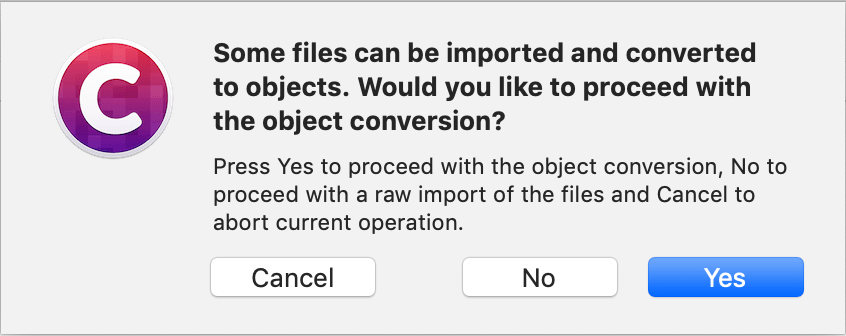 C
Some files can be imported and converted
to objects. Would you like to proceed with
the object conversion?
Press Yes to proceed with the object conversion, No to
proceed with a raw import of the files and Cancel to
abort current operation.
Cancel
No
Yes